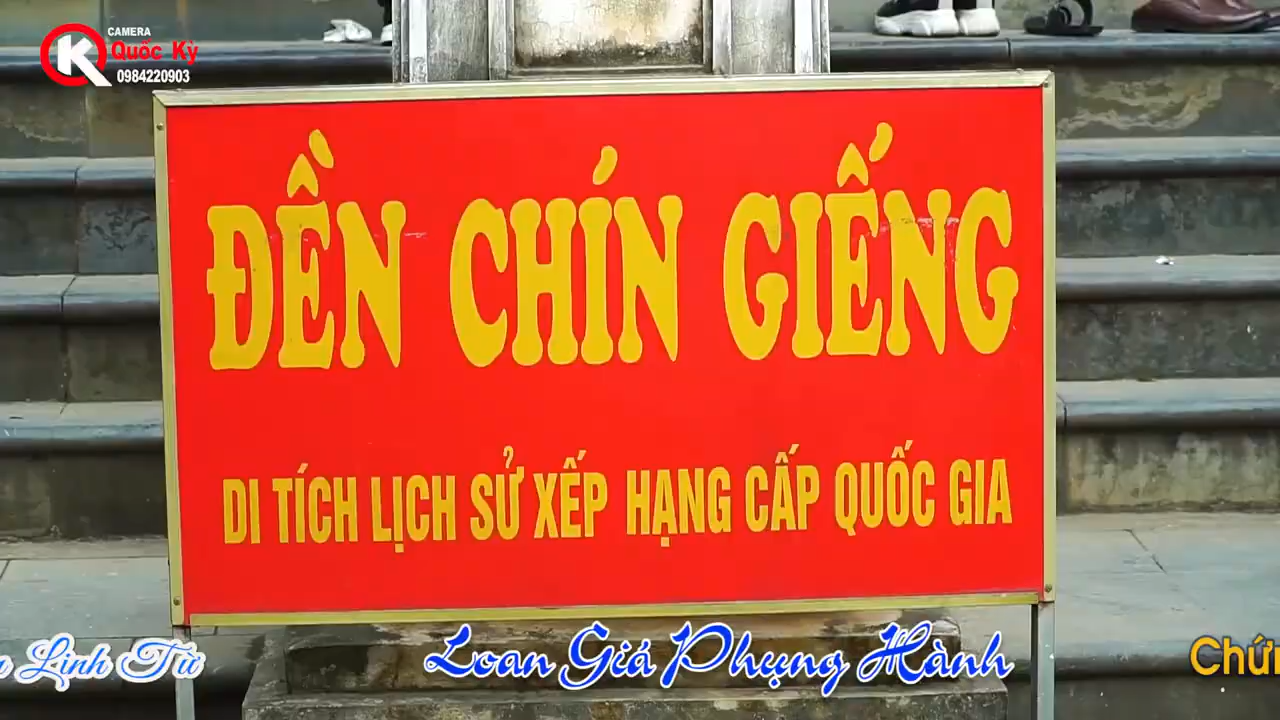 CAMERA
Quốc Kỳ
0984220903
ĐỀN CHÍN GIẾNG
DI TÍCH LỊCH SỬ XẾP HẠNG CẤP QUỐC GIA
Linh Từ
Loan Giá Phụng Hành